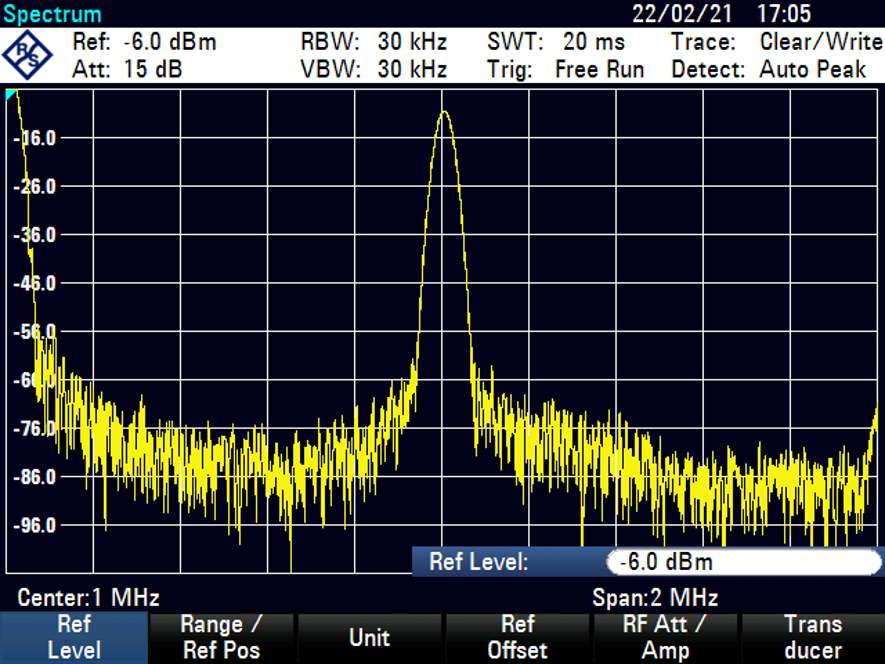 Spectrum 22/02/21 17:05
Ref: -6.0 dBm RBW: 30 kHz SWT: 20 ms Trace: Clear/Write
R&S Att: 15 dB VBW: 30 kHz Trig: Free Run Detect: Auto Peak
-16.0
-26.0
-36.0
-46.0
-56.0
-66.0
-76.0
-86.0
-96.0
Ref Level: -6.0 dBm
Center:1 MHz Span:2 MHz
Ref Range / Unit Ref RF Att / Trans
Level Ref Pos Offset Amp ducer